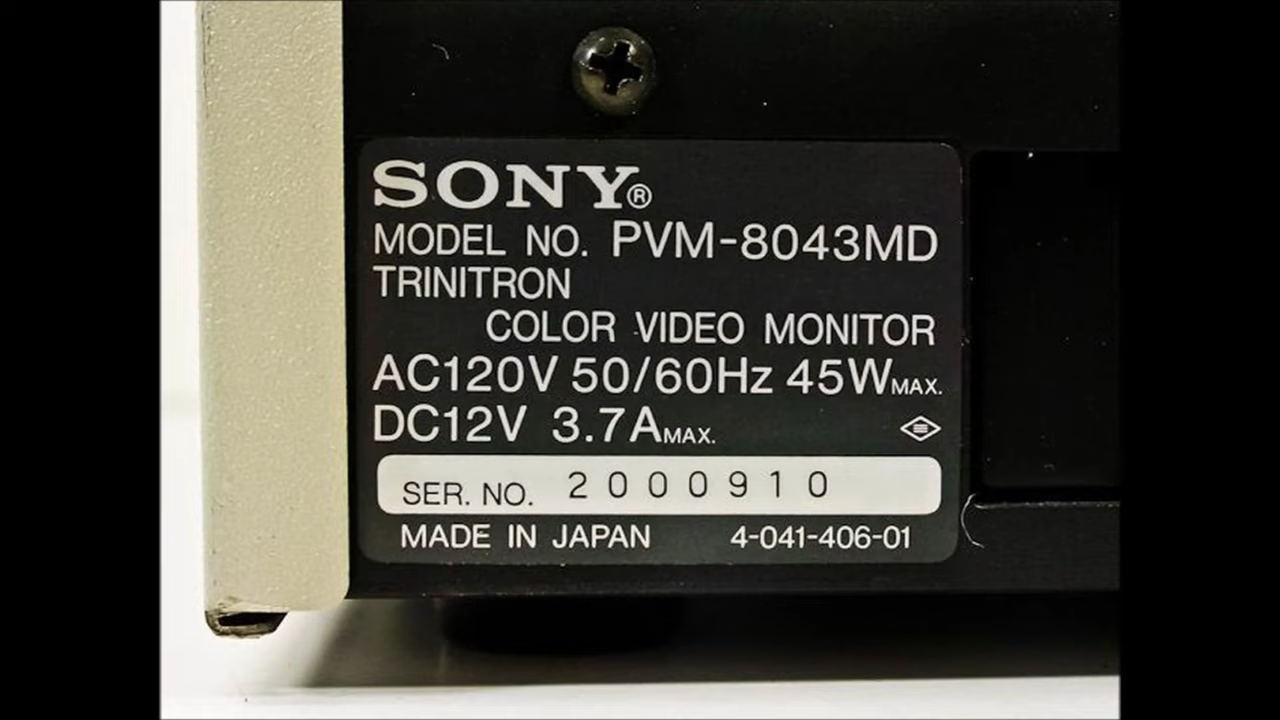 SONY®
MODEL NO. PVM-8043MD
TRINITRON
COLOR VIDEO MONITOR
AC120V 50/60Hz 45WMAX.
DC12V 3.7AMAX.
SER. NO. 2000910
MADE IN JAPAN 4-041-406-01